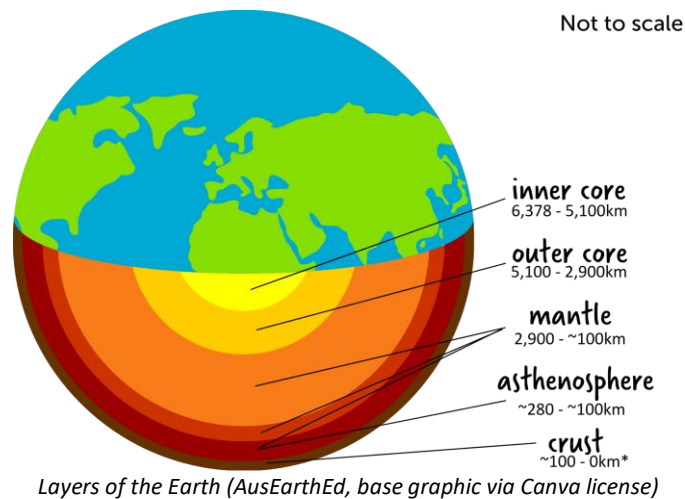 Not to scale
inner core
6,378 - 5,100km
outer core
5,100 - 2,900km
mantle
2,900 - ~100km
asthenosphere
~280 - ~100km
crust
~100 - 0km*
Layers of the Earth (AusEarthEd, base graphic via Canva license)